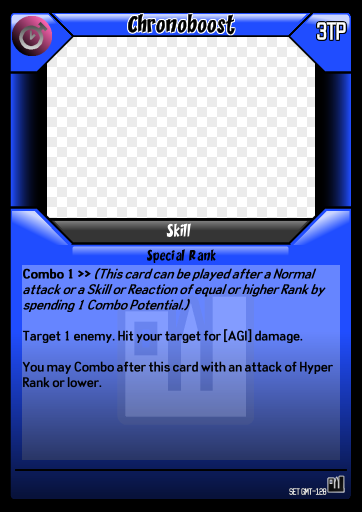 Chronoboost
3TP
Skill
Special Rank
Combo 1 >> (This card can be played after a Normal
attack or a Skill or Reaction of equal or higher Rank by
spending 1 Combo Potential.)
Target 1 enemy. Hit your target for [AGI] damage.
You may Combo after this card with an attack of Hyper
Rank or lower.
SET GMT-128